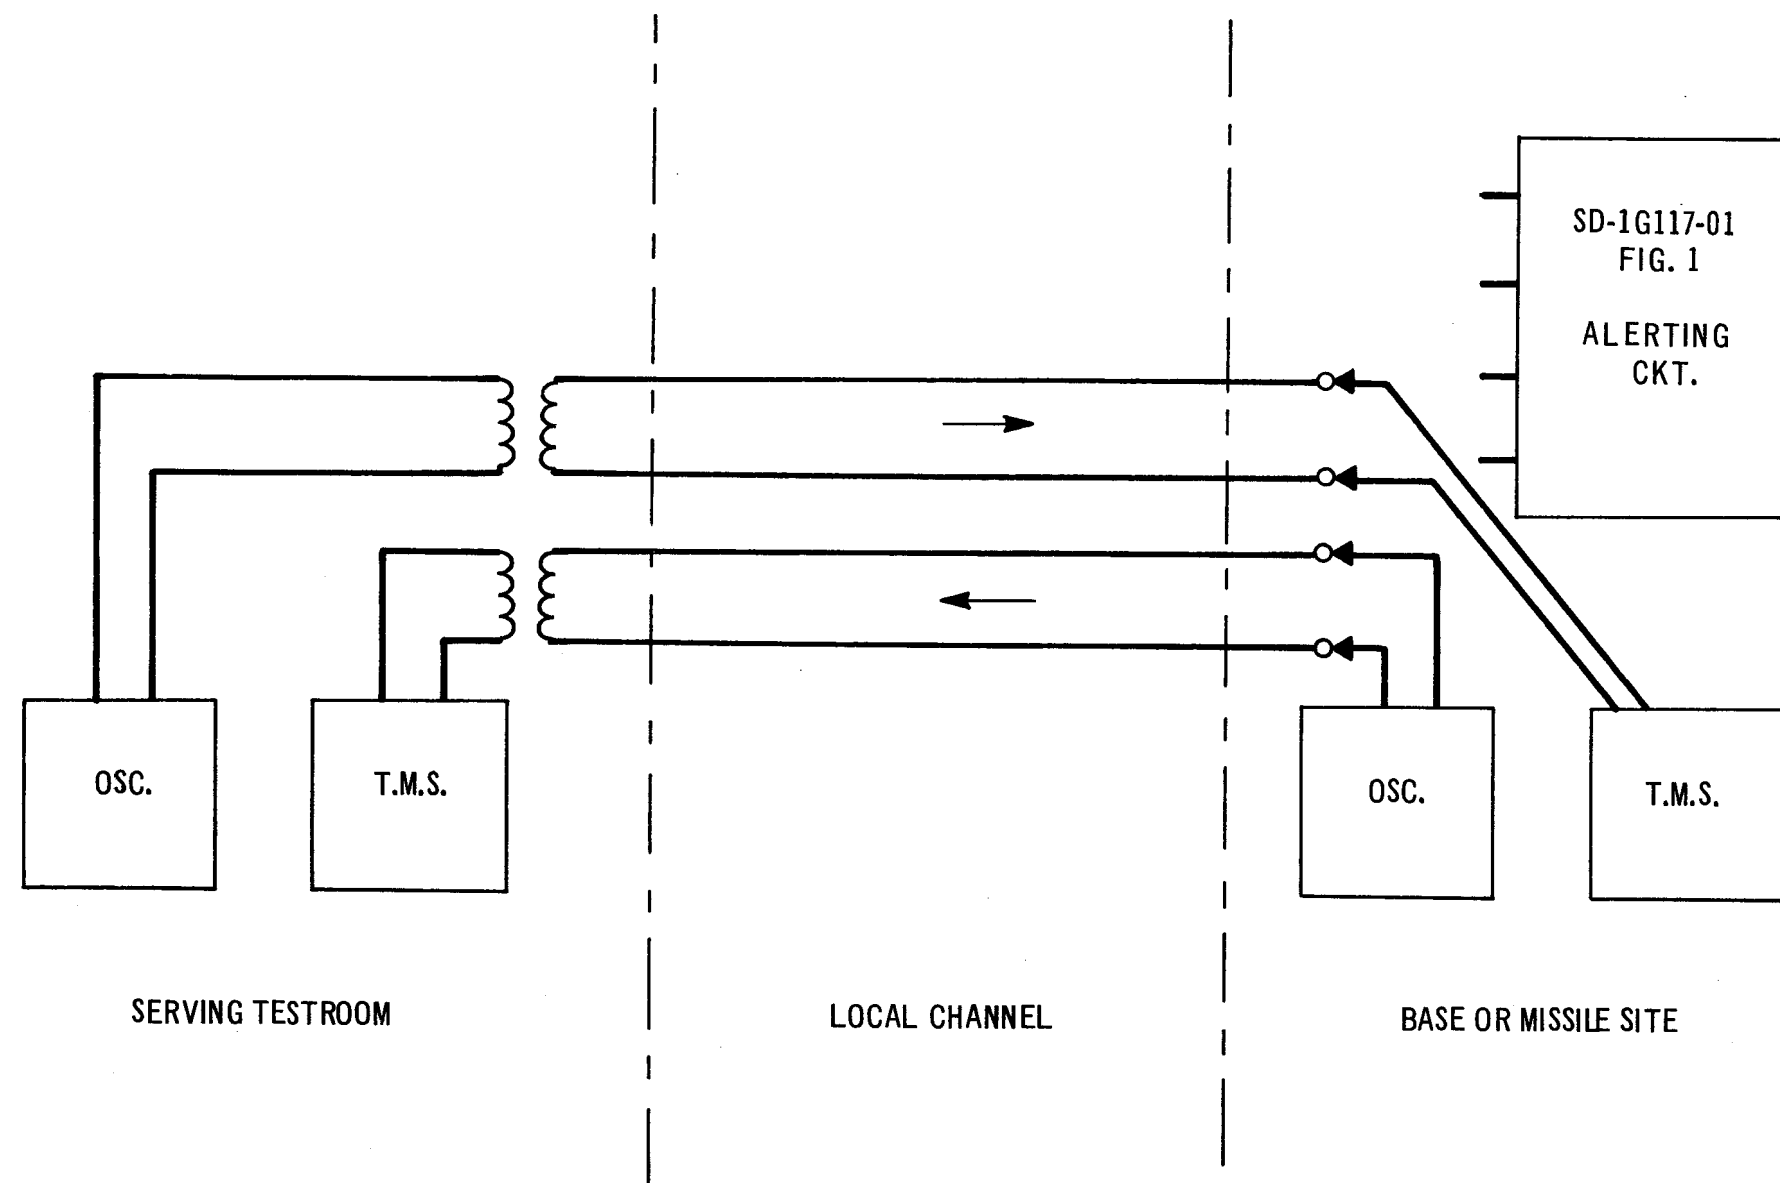 SD-1G117-01
FIG. 1
ALERTING
CKT.
OSC.
T.M.S.
OSC.
T.M.S.
SERVING TESTROOM
LOCAL CHANNEL
BASE OR MISSILE SITE